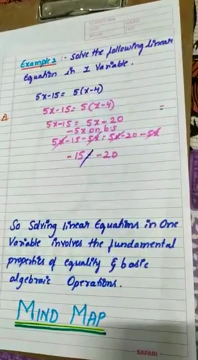 Example 2 :- Solve the following linear
Equation in 1 Variable.
5x-15 = 5(x-4)
5x-15 = 5(x-4) =
5x-15 = 5x-20
-5x on b.s
5x-15-5x = 5x-20-5x
-15 ≠ -20
So Solving linear Equations in One
Variable involves the fundamental
properties of equality & basic
algebraic Operations.
MIND MAP